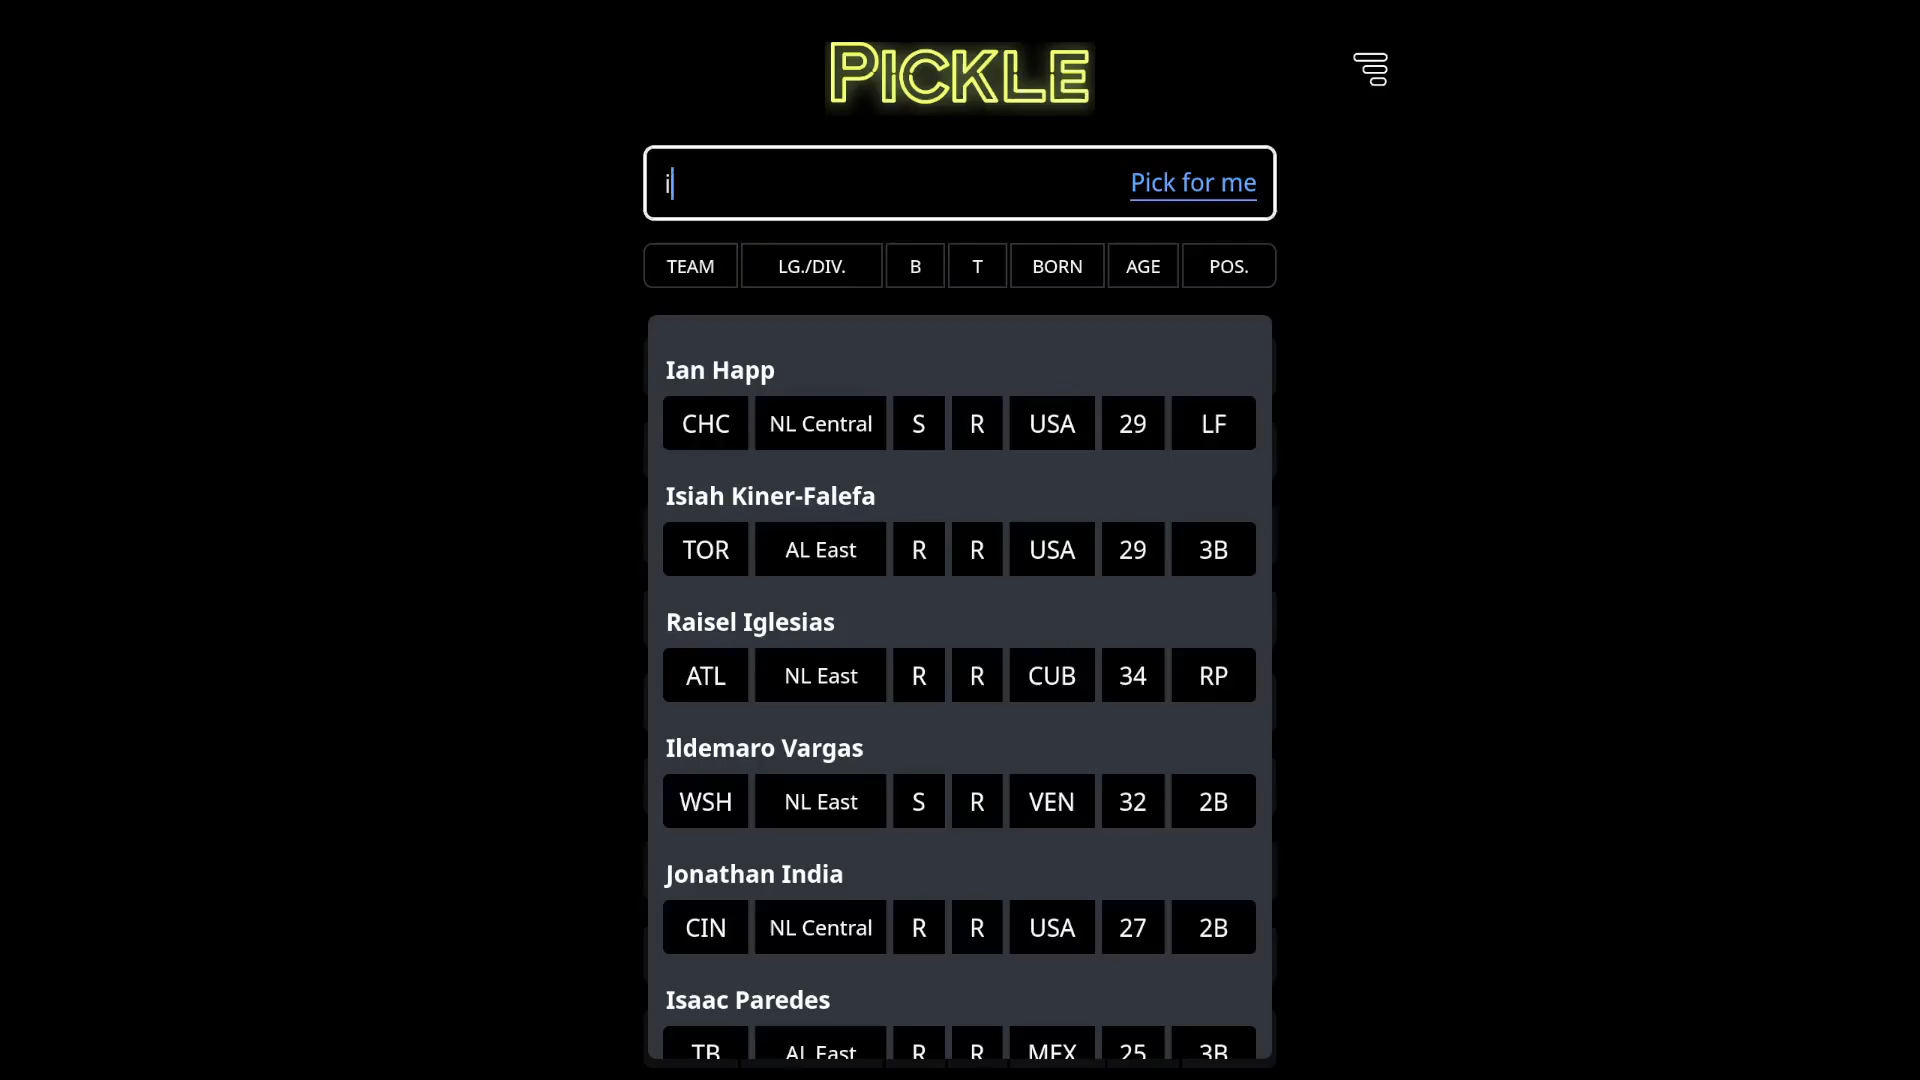 PICKLE
i Pick for me
TEAM LG./DIV. B T BORN AGE POS.
Ian Happ
CHC NL Central S R USA 29 LF
Isiah Kiner-Falefa
TOR AL East R R USA 29 3B
Raisel Iglesias
ATL NL East R R CUB 34 RP
Ildemaro Vargas
WSH NL East S R VEN 32 2B
Jonathan India
CIN NL Central R R USA 27 2B
Isaac Paredes
TB AL East R R MEX 25 3B